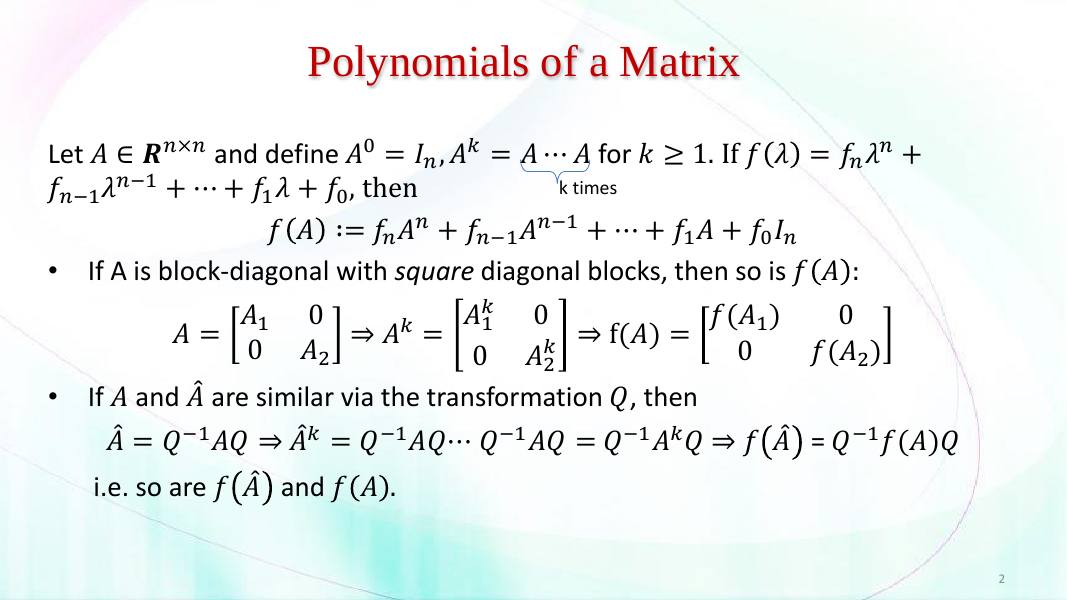 Polynomials of a Matrix
Let 𝐴 ∈ 𝑹^{𝑛×𝑛} and define 𝐴^0 = 𝐼_𝑛, 𝐴^𝑘 = 𝐴 ⋯ 𝐴 for 𝑘 ≥ 1. If 𝑓(𝜆) = 𝑓_𝑛𝜆^𝑛 +
𝑓_{𝑛−1}𝜆^{𝑛−1} + ⋯ + 𝑓_1𝜆 + 𝑓_0, then
k times
𝑓(𝐴) := 𝑓_𝑛𝐴^𝑛 + 𝑓_{𝑛−1}𝐴^{𝑛−1} + ⋯ + 𝑓_1𝐴 + 𝑓_0𝐼_𝑛
• If A is block-diagonal with square diagonal blocks, then so is 𝑓(𝐴):
𝐴 = [𝐴_1 0; 0 𝐴_2] ⇒ 𝐴^𝑘 = [𝐴_1^𝑘 0; 0 𝐴_2^𝑘] ⇒ f(𝐴) = [𝑓(𝐴_1) 0; 0 𝑓(𝐴_2)]
• If 𝐴 and Â are similar via the transformation 𝑄, then
Â = 𝑄^{−1}𝐴𝑄 ⇒ Â^𝑘 = 𝑄^{−1}𝐴𝑄⋯ 𝑄^{−1}𝐴𝑄 = 𝑄^{−1}𝐴^𝑘𝑄 ⇒ 𝑓(Â) = 𝑄^{−1}𝑓(𝐴)𝑄
i.e. so are 𝑓(Â) and 𝑓(𝐴).
2